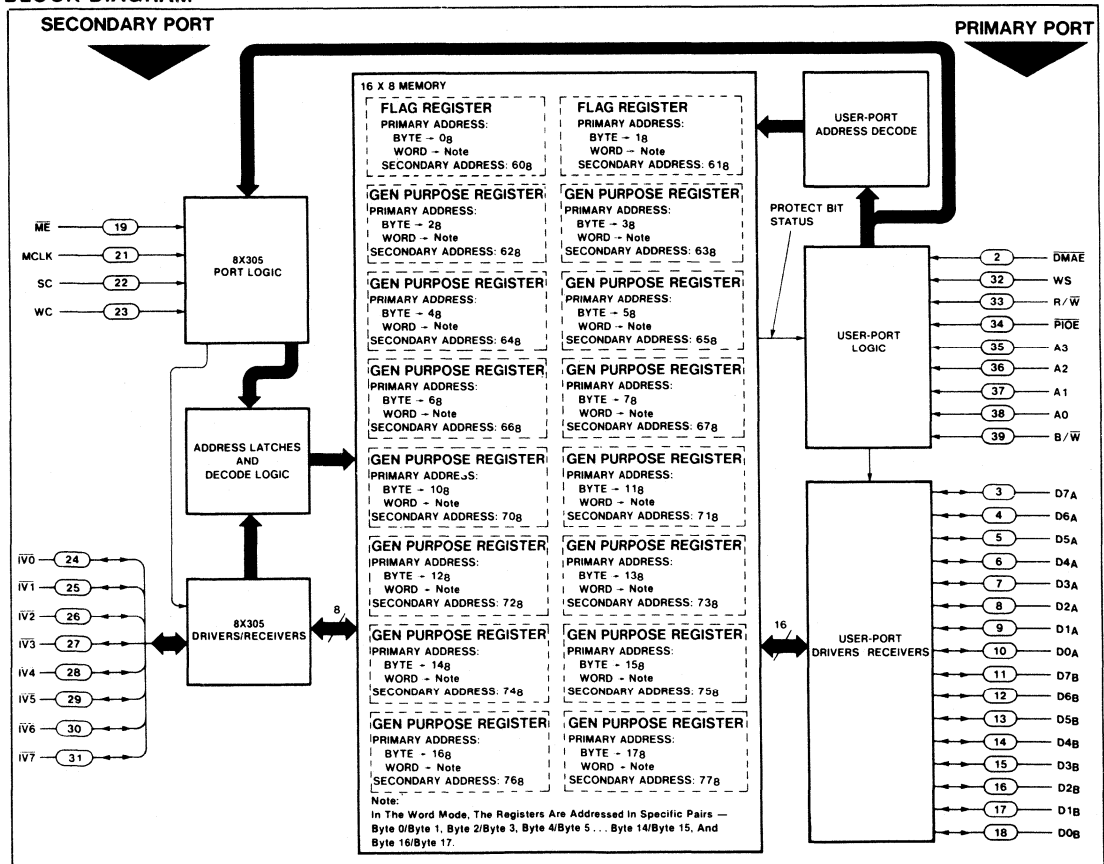 BLOCK DIAGRAM
SECONDARY PORT
PRIMARY PORT
ME
19
MCLK
21
SC
22
WC
23
8X305
PORT LOGIC
ADDRESS LATCHES
AND
DECODE LOGIC
IV0
24
IV1
25
IV2
26
IV3
27
IV4
28
IV5
29
IV6
30
IV7
31
8X305
DRIVERS/RECEIVERS
8
16 X 8 MEMORY
FLAG REGISTER
PRIMARY ADDRESS:
BYTE - 08
WORD - Note
SECONDARY ADDRESS: 608
FLAG REGISTER
PRIMARY ADDRESS:
BYTE - 18
WORD - Note
SECONDARY ADDRESS: 618
GEN PURPOSE REGISTER
PRIMARY ADDRESS:
BYTE - 28
WORD - Note
SECONDARY ADDRESS: 628
GEN PURPOSE REGISTER
PRIMARY ADDRESS:
BYTE - 38
WORD - Note
SECONDARY ADDRESS: 638
GEN PURPOSE REGISTER
PRIMARY ADDRESS:
BYTE - 48
WORD - Note
SECONDARY ADDRESS: 648
GEN PURPOSE REGISTER
PRIMARY ADDRESS:
BYTE - 58
WORD - Note
SECONDARY ADDRESS: 658
GEN PURPOSE REGISTER
PRIMARY ADDRESS:
BYTE - 68
WORD - Note
SECONDARY ADDRESS: 668
GEN PURPOSE REGISTER
PRIMARY ADDRESS:
BYTE - 78
WORD - Note
SECONDARY ADDRESS: 678
GEN PURPOSE REGISTER
PRIMARY ADDRESS:
BYTE - 108
WORD - Note
SECONDARY ADDRESS: 708
GEN PURPOSE REGISTER
PRIMARY ADDRESS:
BYTE - 118
WORD - Note
SECONDARY ADDRESS: 718
GEN PURPOSE REGISTER
PRIMARY ADDRESS:
BYTE - 128
WORD - Note
SECONDARY ADDRESS: 728
GEN PURPOSE REGISTER
PRIMARY ADDRESS:
BYTE - 138
WORD - Note
SECONDARY ADDRESS: 738
GEN PURPOSE REGISTER
PRIMARY ADDRESS:
BYTE - 148
WORD - Note
SECONDARY ADDRESS: 748
GEN PURPOSE REGISTER
PRIMARY ADDRESS:
BYTE - 158
WORD - Note
SECONDARY ADDRESS: 758
GEN PURPOSE REGISTER
PRIMARY ADDRESS:
BYTE - 168
WORD - Note
SECONDARY ADDRESS: 768
GEN PURPOSE REGISTER
PRIMARY ADDRESS:
BYTE - 178
WORD - Note
SECONDARY ADDRESS: 778
Note:
In The Word Mode, The Registers Are Addressed In Specific Pairs —
Byte 0/Byte 1, Byte 2/Byte 3, Byte 4/Byte 5 . . . Byte 14/Byte 15, And
Byte 16/Byte 17.
USER-PORT
ADDRESS DECODE
PROTECT BIT
STATUS
USER-PORT
LOGIC
2
DMAE
32
WS
33
R/W
34
PIOE
35
A3
36
A2
37
A1
38
A0
39
B/W
16
USER-PORT
DRIVERS RECEIVERS
3
D7A
4
D6A
5
D5A
6
D4A
7
D3A
8
D2A
9
D1A
10
D0A
11
D7B
12
D6B
13
D5B
14
D4B
15
D3B
16
D2B
17
D1B
18
D0B